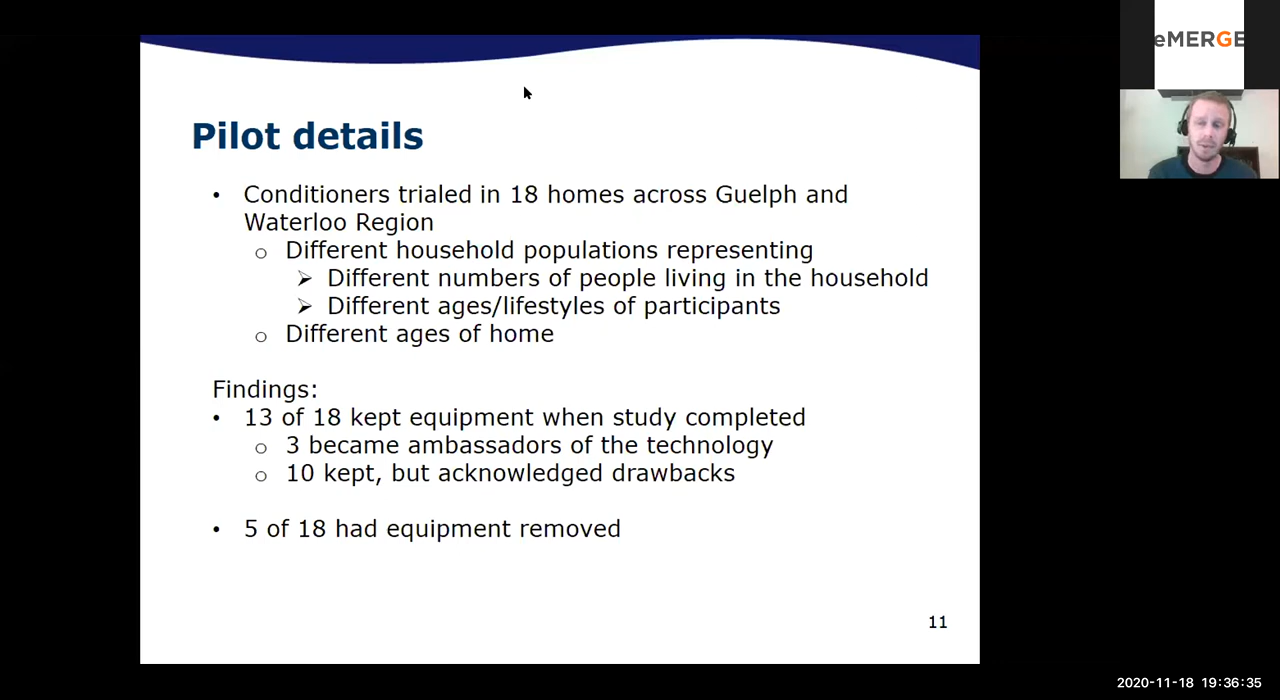 eMERGE
Pilot details
• Conditioners trialed in 18 homes across Guelph and
Waterloo Region
o Different household populations representing
➢ Different numbers of people living in the household
➢ Different ages/lifestyles of participants
o Different ages of home
Findings:
• 13 of 18 kept equipment when study completed
o 3 became ambassadors of the technology
o 10 kept, but acknowledged drawbacks
• 5 of 18 had equipment removed
11
2020-11-18 19:36:35